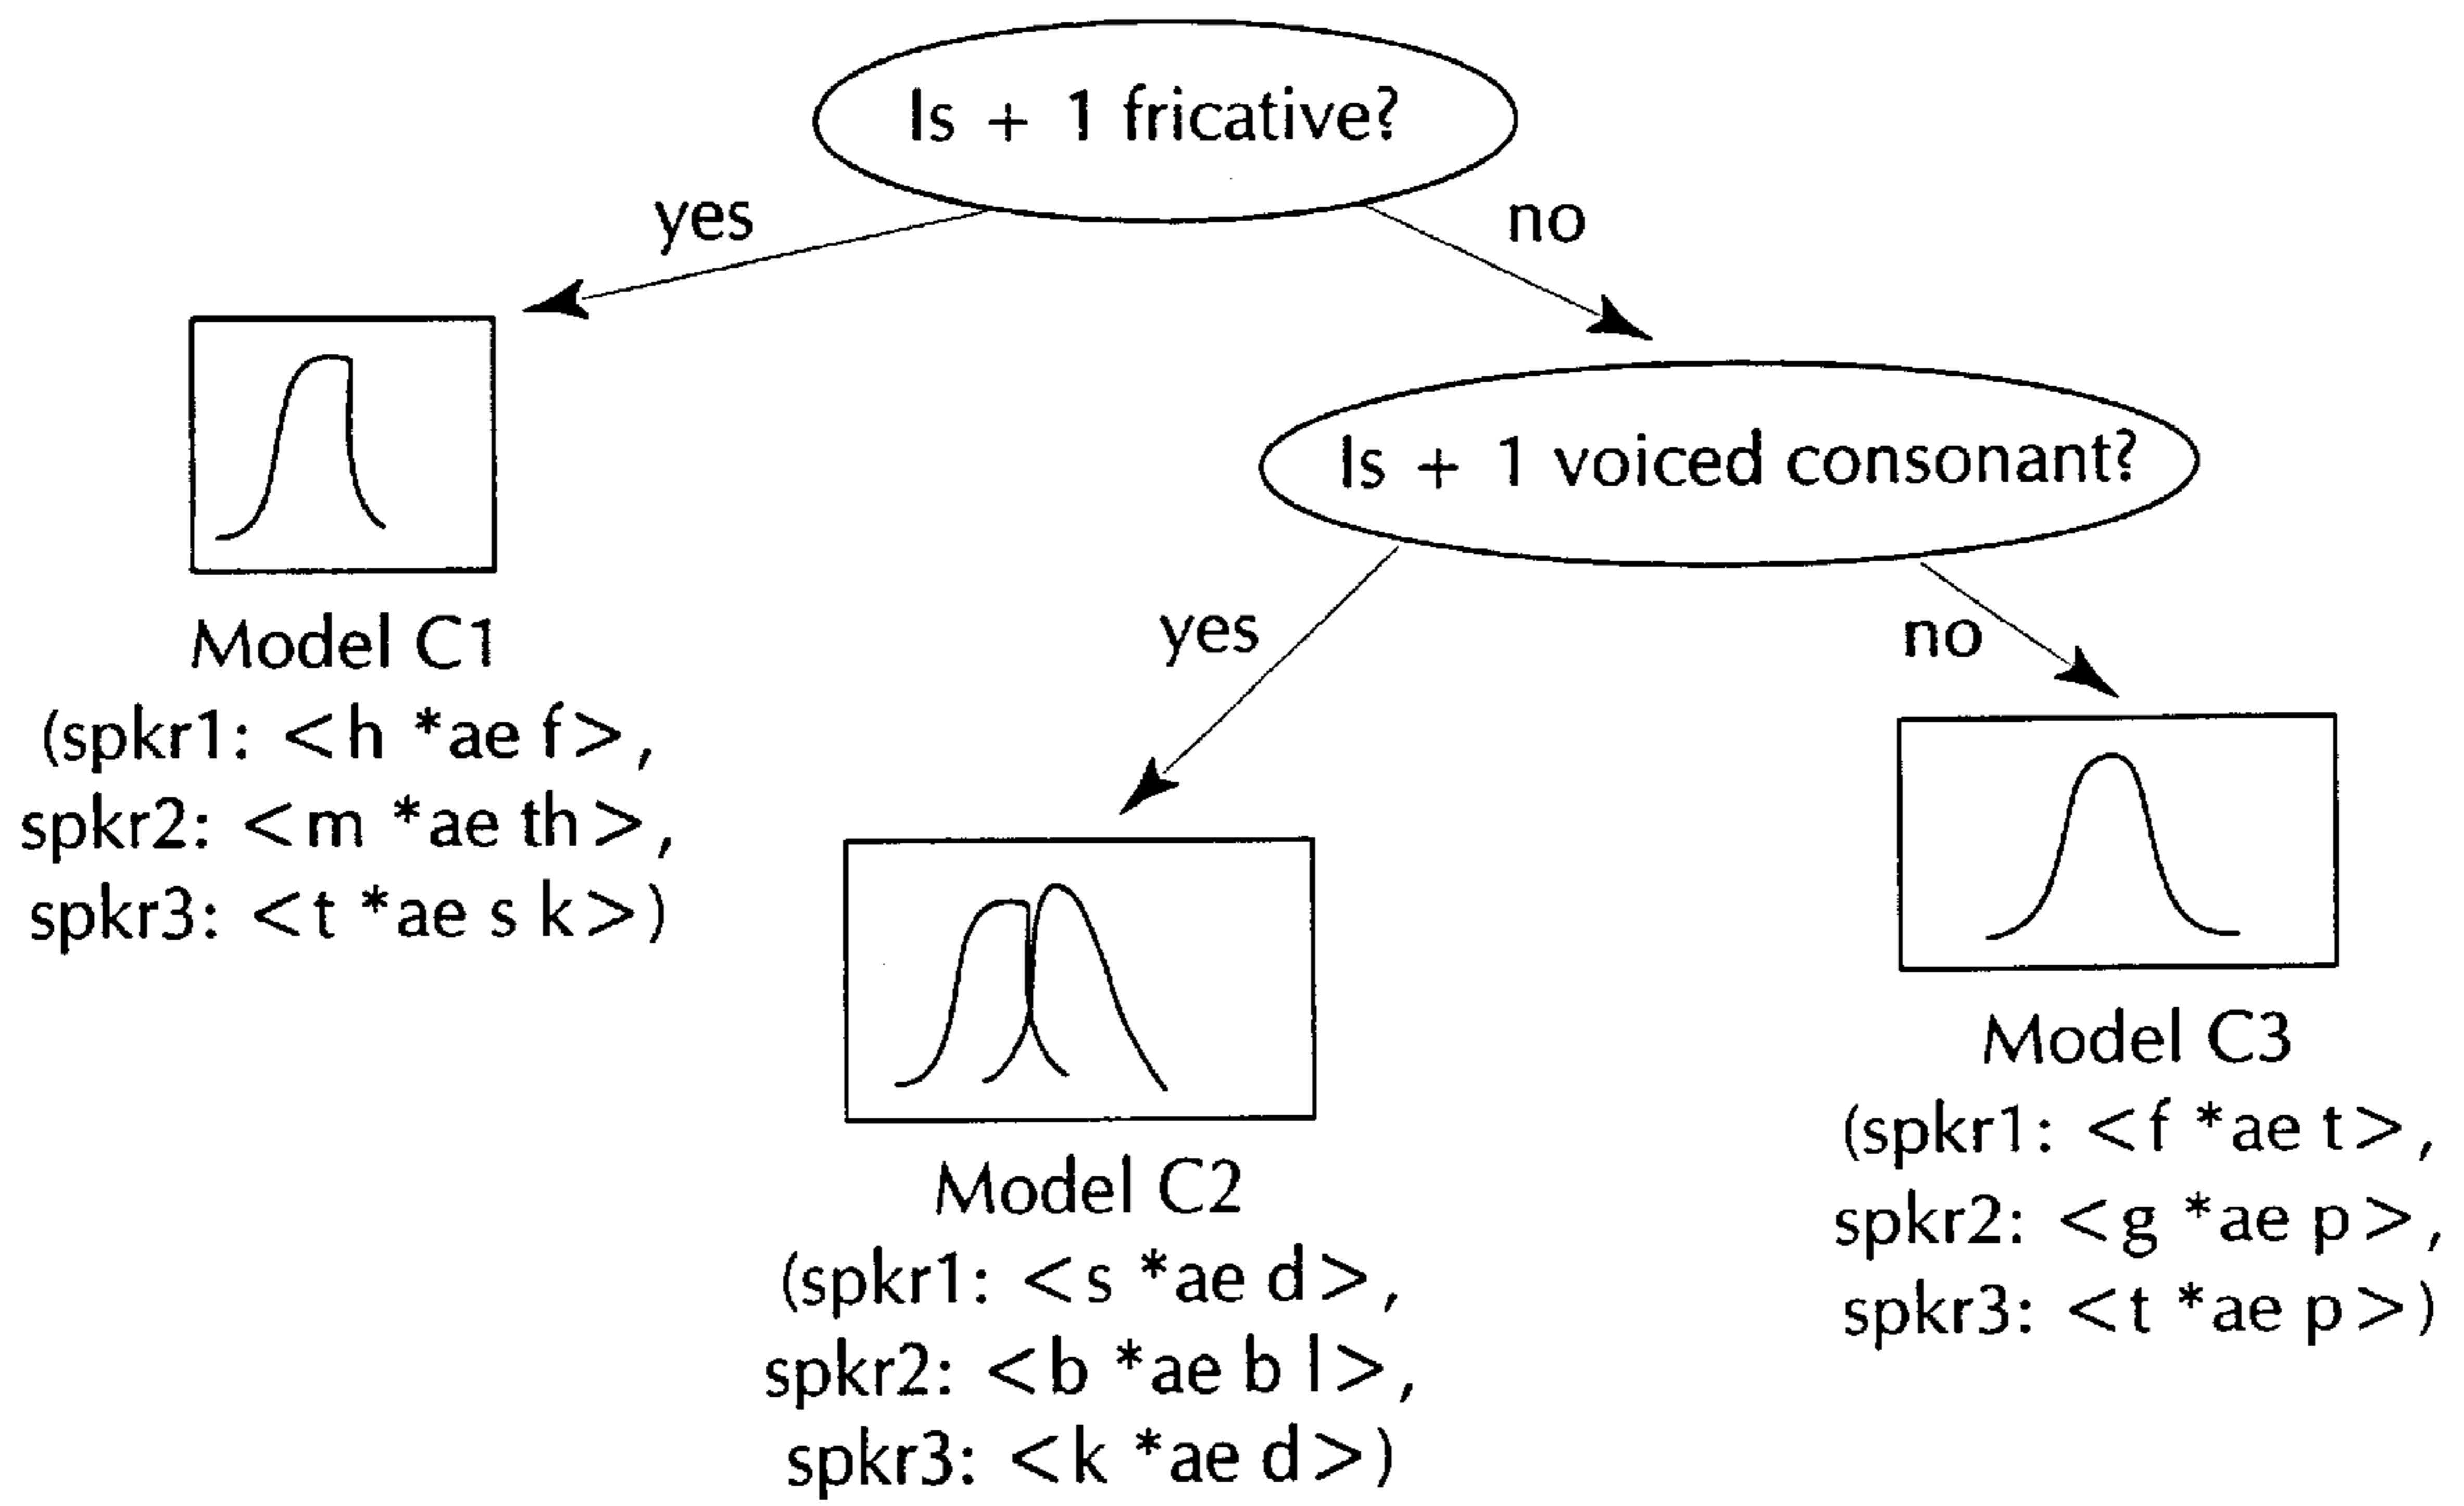 Is + 1 fricative?
yes
no
Is + 1 voiced consonant?
yes
no
Model C1
(spkr1: <h *ae f>,
spkr2: <m *ae th>,
spkr3: <t *ae s k>)
Model C2
(spkr1: <s *ae d>,
spkr2: <b *ae b l>,
spkr3: <k *ae d>)
Model C3
(spkr1: <f *ae t>,
spkr2: <g *ae p>,
spkr3: <t *ae p>)